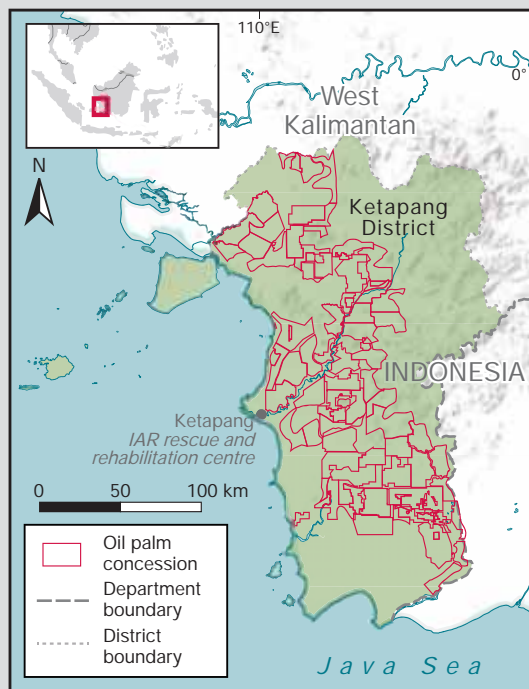 110°E
0°
West
Kalimantan
N
Ketapang
District
INDONESIA
Ketapang
IAR rescue and
rehabilitation centre
0 50 100 km
Oil palm
concession
Department
boundary
District
boundary
Java Sea